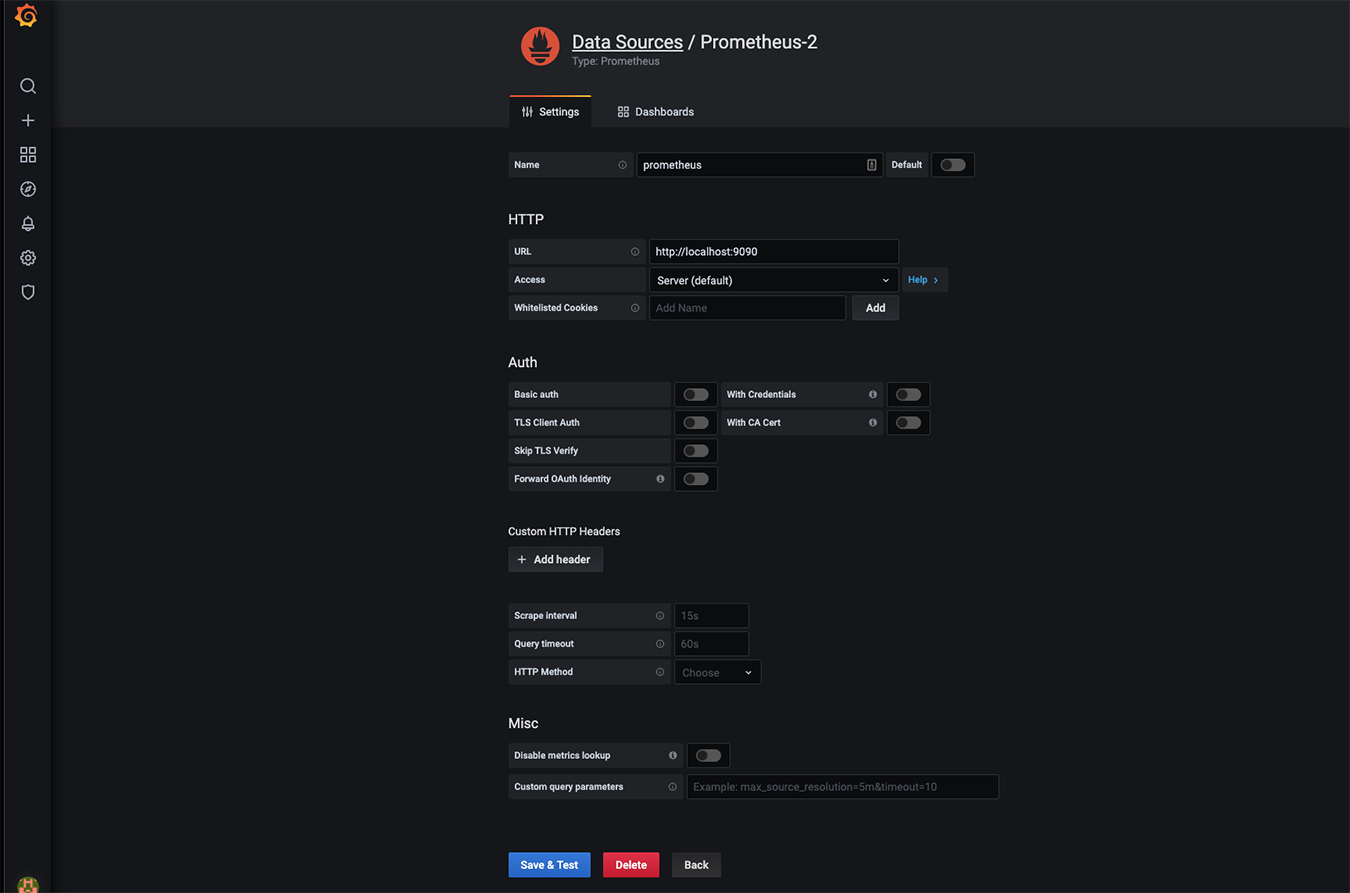 Data Sources / Prometheus-2
Type: Prometheus
Settings
Dashboards
Name
prometheus
Default
HTTP
URL
http://localhost:9090
Access
Server (default)
Help
Whitelisted Cookies
Add Name
Add
Auth
Basic auth
With Credentials
TLS Client Auth
With CA Cert
Skip TLS Verify
Forward OAuth Identity
Custom HTTP Headers
Add header
Scrape interval
15s
Query timeout
60s
HTTP Method
Choose
Misc
Disable metrics lookup
Custom query parameters
Example: max_source_resolution=5m&timeout=10
Save & Test
Delete
Back